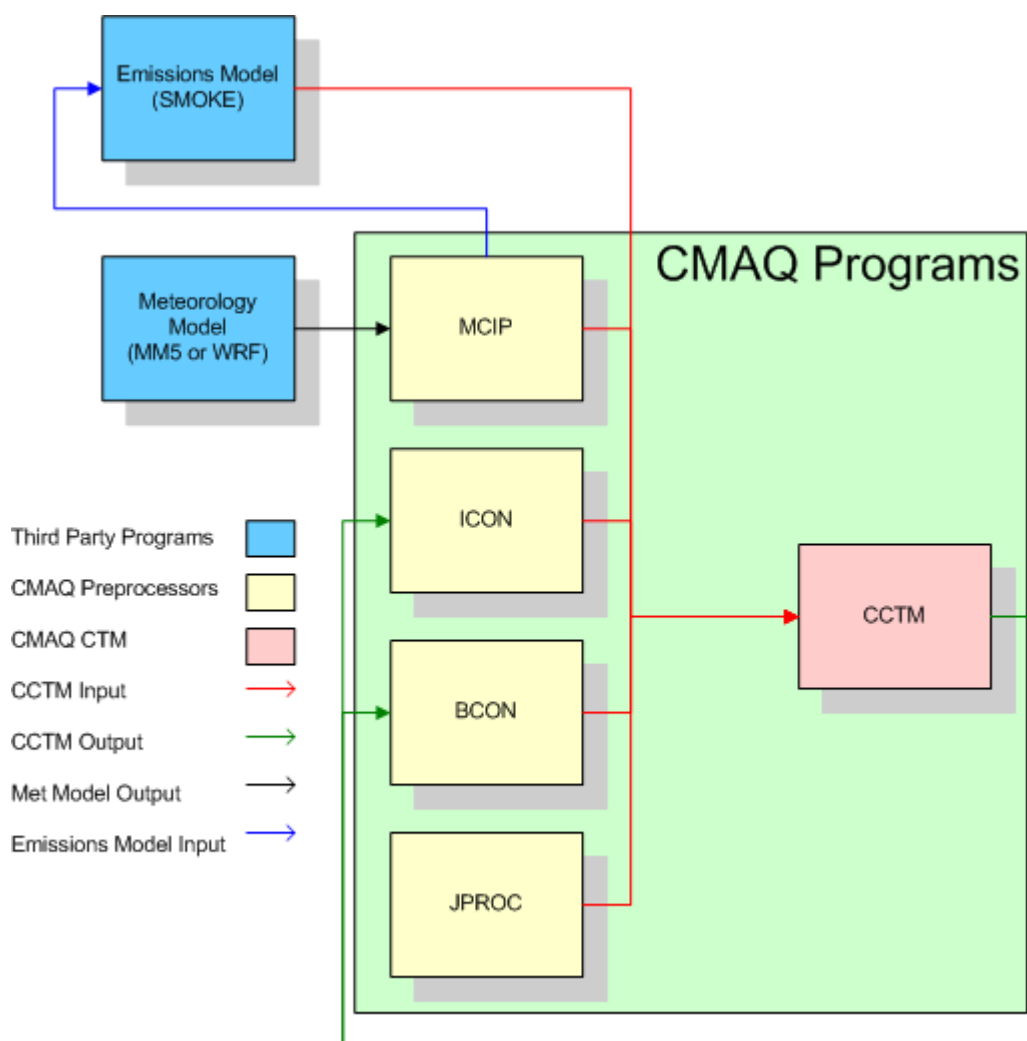 Emissions Model
(SMOKE)
CMAQ Programs
Meteorology
Model
(MM5 or WRF)
MCIP
ICON
BCON
JPROC
CCTM
Third Party Programs
CMAQ Preprocessors
CMAQ CTM
CCTM Input
CCTM Output
Met Model Output
Emissions Model Input